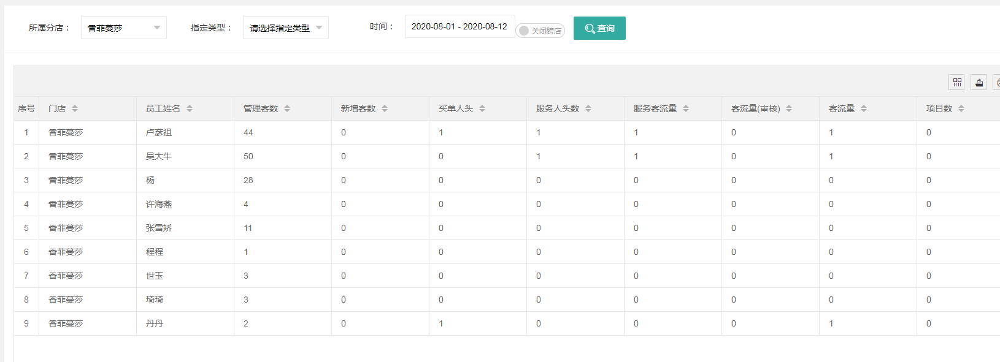 所属分店： 香菲蔓莎 指定类型： 请选择指定类型 时间： 2020-08-01 - 2020-08-12 关闭跨店 查询
序号 门店 员工姓名 管理客数 新增客数 买单人头 服务人头数 服务客流量 客流量(审核) 客流量 项目数
1 香菲蔓莎 卢彦祖 44 0 1 1 1 0 1 0
2 香菲蔓莎 吴大牛 50 0 0 1 1 0 1 0
3 香菲蔓莎 杨 28 0 0 0 0 0 0 0
4 香菲蔓莎 许海燕 4 0 0 0 0 0 0 0
5 香菲蔓莎 张雪娇 11 0 0 0 0 0 0 0
6 香菲蔓莎 程程 1 0 0 0 0 0 0 0
7 香菲蔓莎 世玉 3 0 0 0 0 0 0 0
8 香菲蔓莎 琦琦 3 0 0 0 0 0 0 0
9 香菲蔓莎 丹丹 2 0 1 0 0 0 1 0